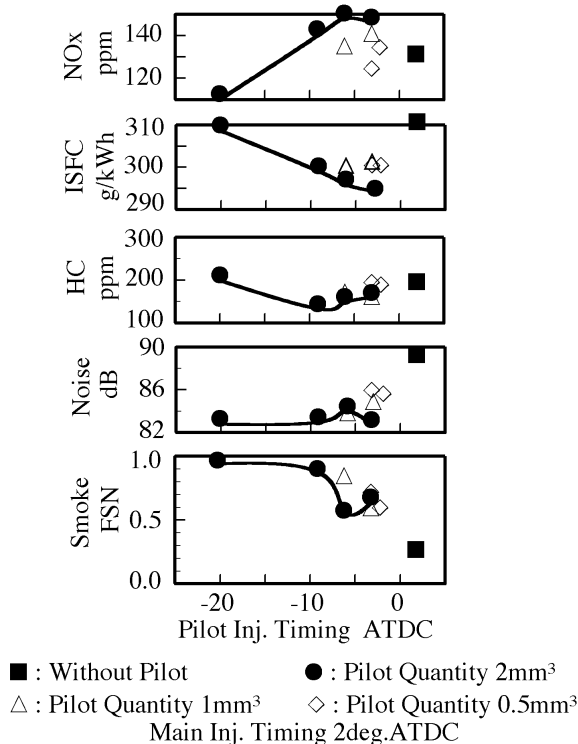 NOx
ppm
140
120
ISFC
g/kWh
310
300
290
HC
ppm
300
200
100
Noise
dB
90
86
82
Smoke
FSN
1.0
0.5
0.0
-20 -10 0
Pilot Inj. Timing ATDC
■ : Without Pilot ● : Pilot Quantity 2mm³
△ : Pilot Quantity 1mm³ ◇ : Pilot Quantity 0.5mm³
Main Inj. Timing 2deg.ATDC